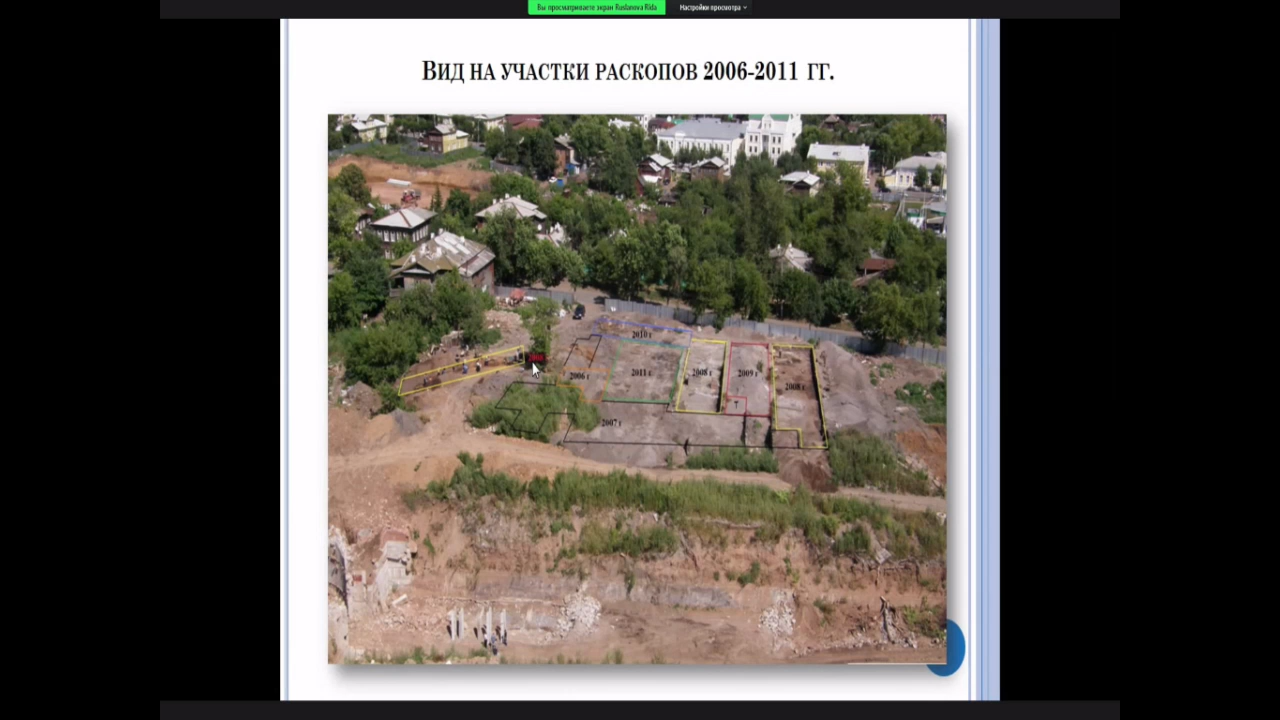 Вы просматриваете экран Ruslanova Rida
Настройки просмотра
Вид на участки раскопов 2006-2011 гг.
2010 г
2006 г
2011 г
2008 г
2009 г
2008 г
2007 г